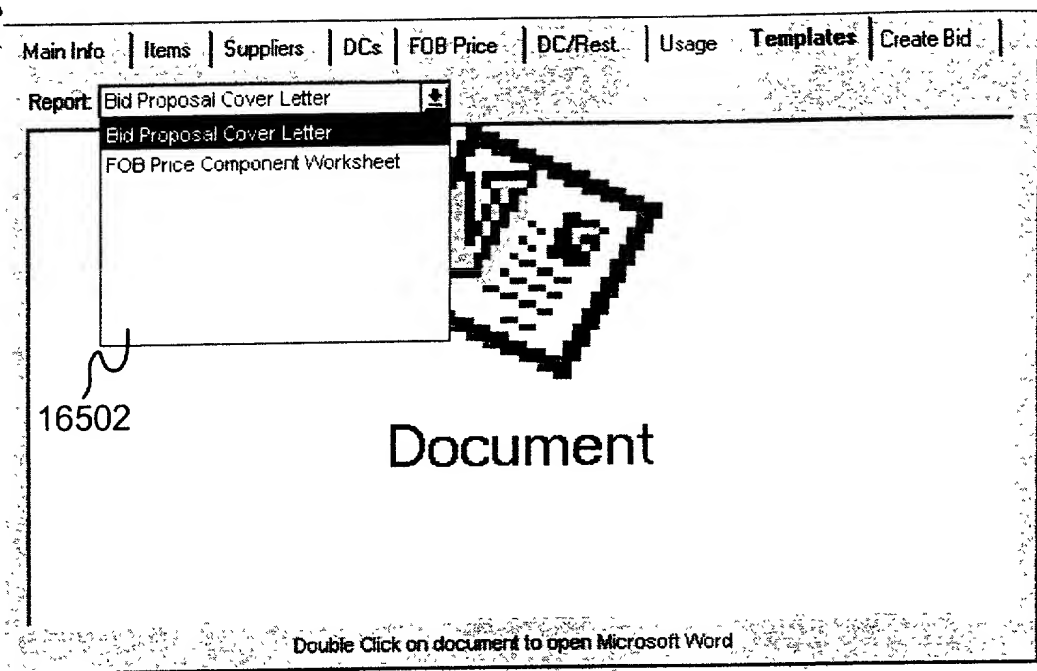 Main Info Items Suppliers DCs FOB Price DC/Rest. Usage Templates Create Bid
Report: Bid Proposal Cover Letter
Bid Proposal Cover Letter
FOB Price Component Worksheet
16502
Document
Double Click on document to open Microsoft Word